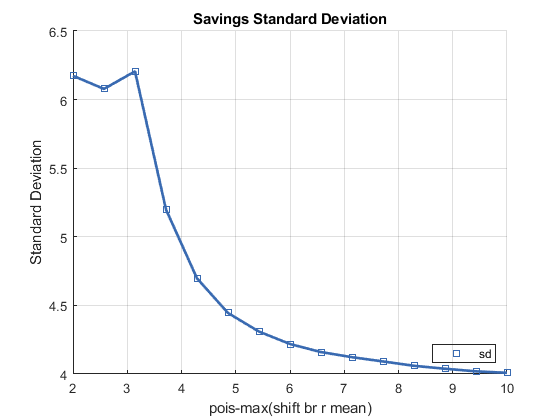 Savings Standard Deviation
6.5
6
5.5
5
4.5
4
Standard Deviation
sd
2 3 4 5 6 7 8 9 10
pois-max(shift br r mean)